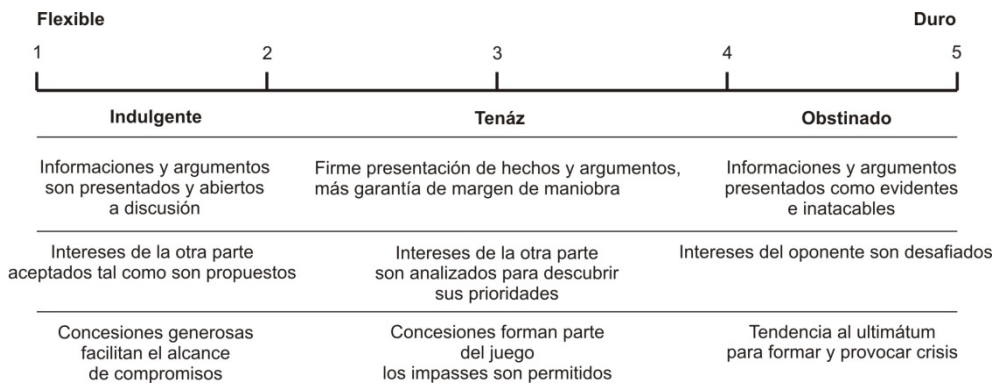 Flexible Duro
1 2 3 4 5
Indulgente Tenáz Obstinado
Informaciones y argumentos
son presentados y abiertos
a discusión
Firme presentación de hechos y argumentos,
más garantía de margen de maniobra
Informaciones y argumentos
presentados como evidentes
e inatacables
Intereses de la otra parte
aceptados tal como son propuestos
Intereses de la otra parte
son analizados para descubrir
sus prioridades
Intereses del oponente son desafiados
Concesiones generosas
facilitan el alcance
de compromisos
Concesiones forman parte
del juego
los impasses son permitidos
Tendencia al ultimátum
para formar y provocar crisis